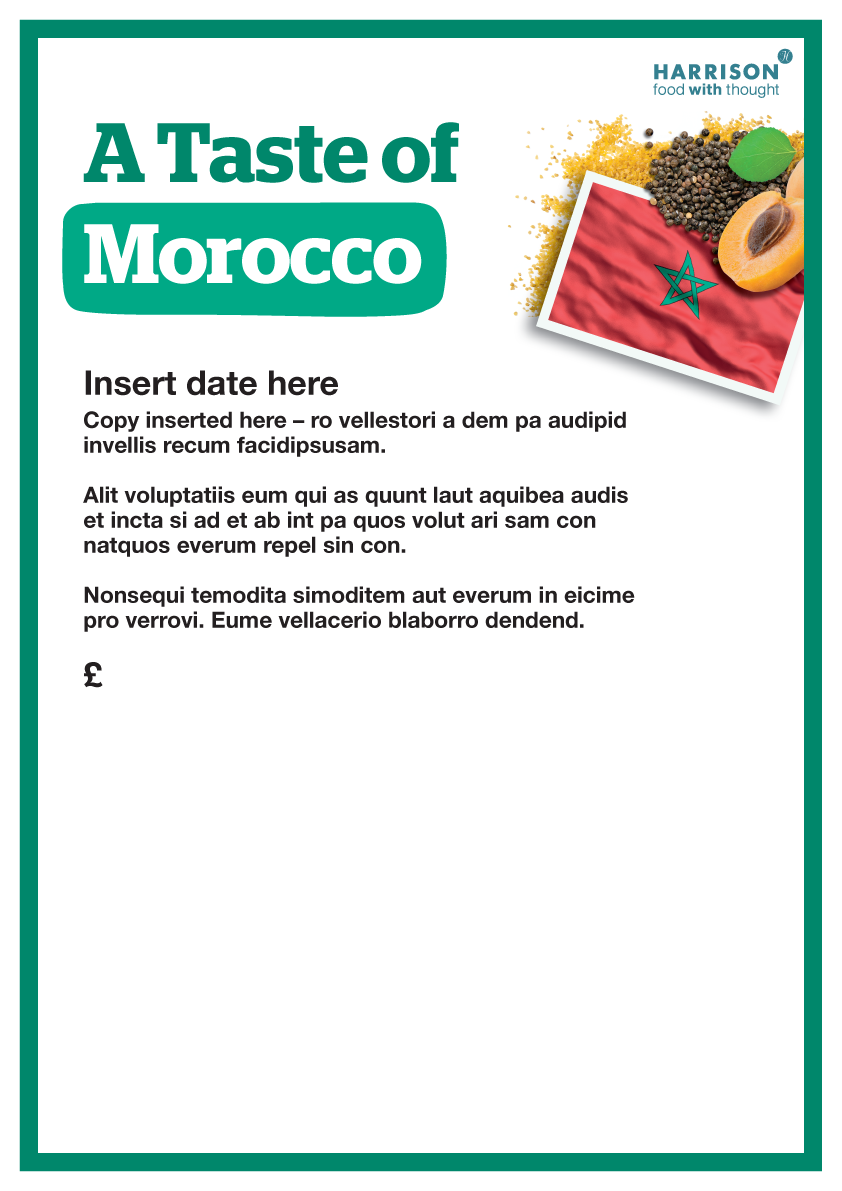 HARRISON
food with thought
A Taste of
Morocco
Insert date here
Copy inserted here – ro vellestori a dem pa audipid
invellis recum facidipsusam.
Alit voluptatiis eum qui as quunt laut aquibea audis
et incta si ad et ab int pa quos volut ari sam con
natquos everum repel sin con.
Nonsequi temodita simoditem aut everum in eicime
pro verrovi. Eume vellacerio blaborro dendend.
£